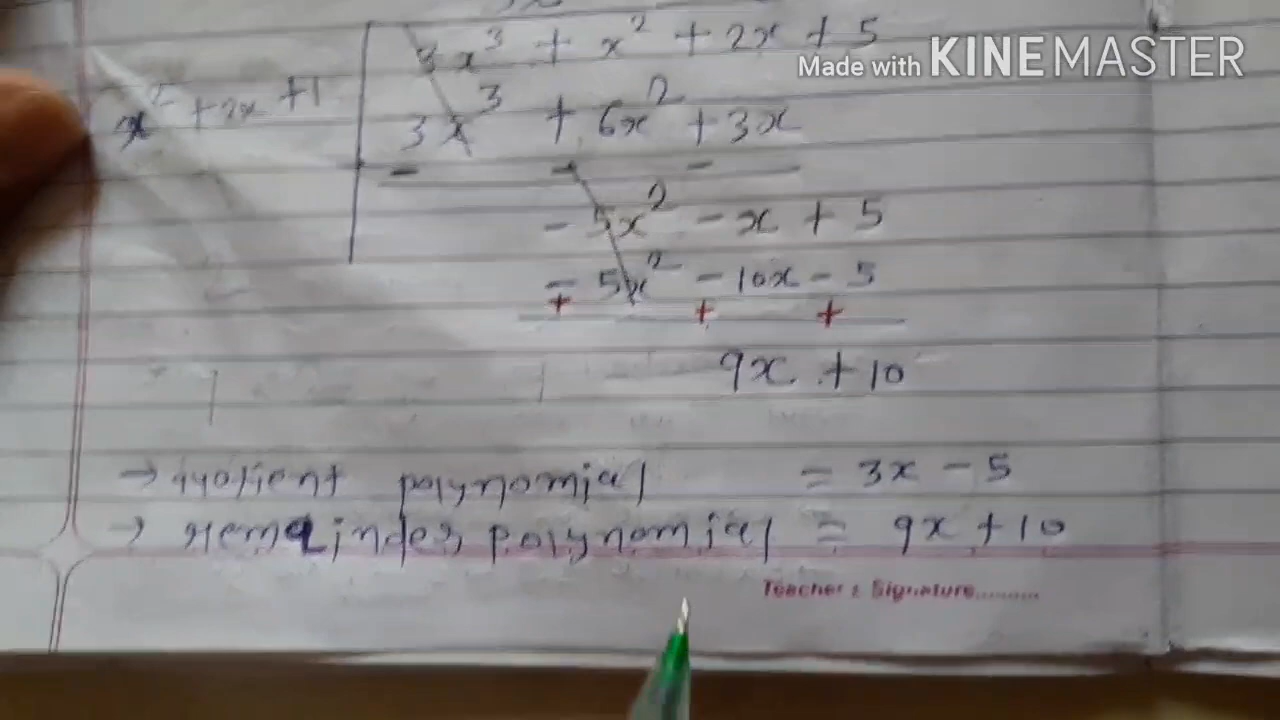 3x³ + x² + 2x + 5
Made with KINEMASTER
x² + 2x + 1
3x³ + 6x² + 3x
- - -
- 5x² - x + 5
- 5x² - 10x - 5
+ + +
9x + 10
→ quotient polynomial = 3x - 5
→ remainder polynomial = 9x + 10
Teacher's Signature..........